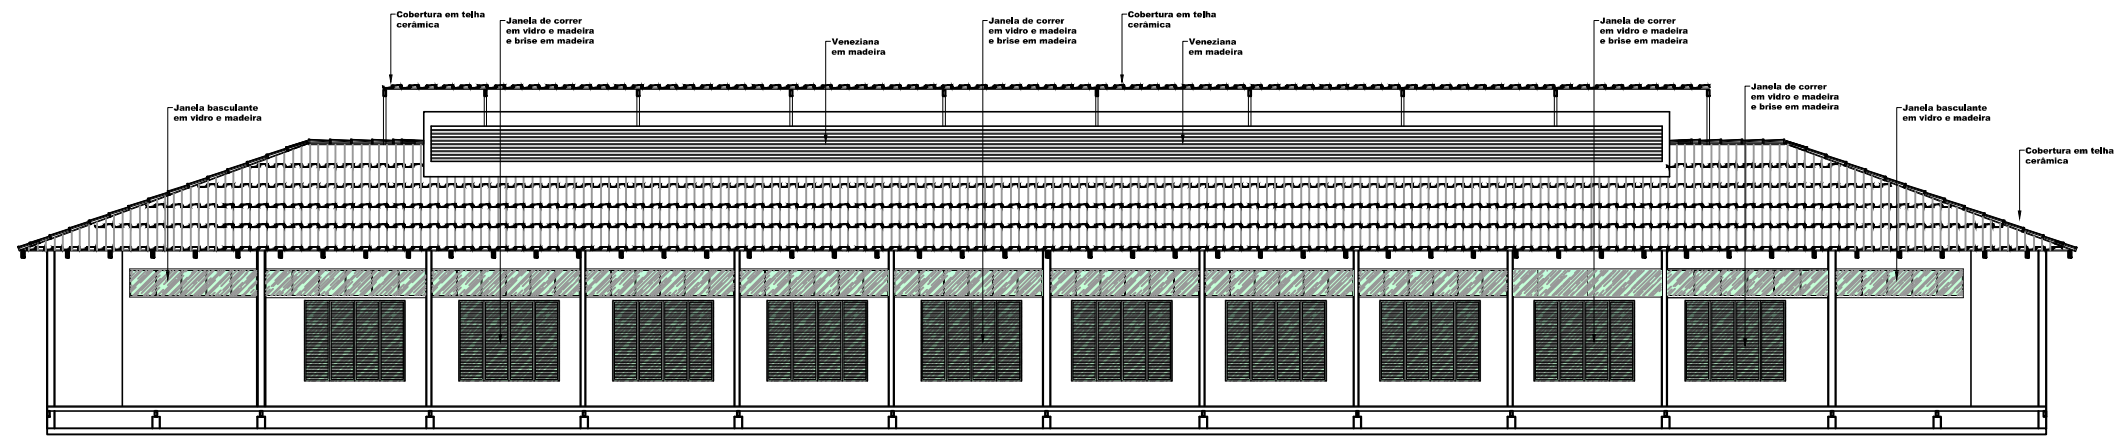 Cobertura em telha
cerâmica
Janela de correr
em vidro e madeira
e brise em madeira
Veneziana
em madeira
Janela de correr
em vidro e madeira
e brise em madeira
Cobertura em telha
cerâmica
Veneziana
em madeira
Janela de correr
em vidro e madeira
e brise em madeira
Janela basculante
em vidro e madeira
Janela de correr
em vidro e madeira
e brise em madeira
Janela basculante
em vidro e madeira
Cobertura em telha
cerâmica